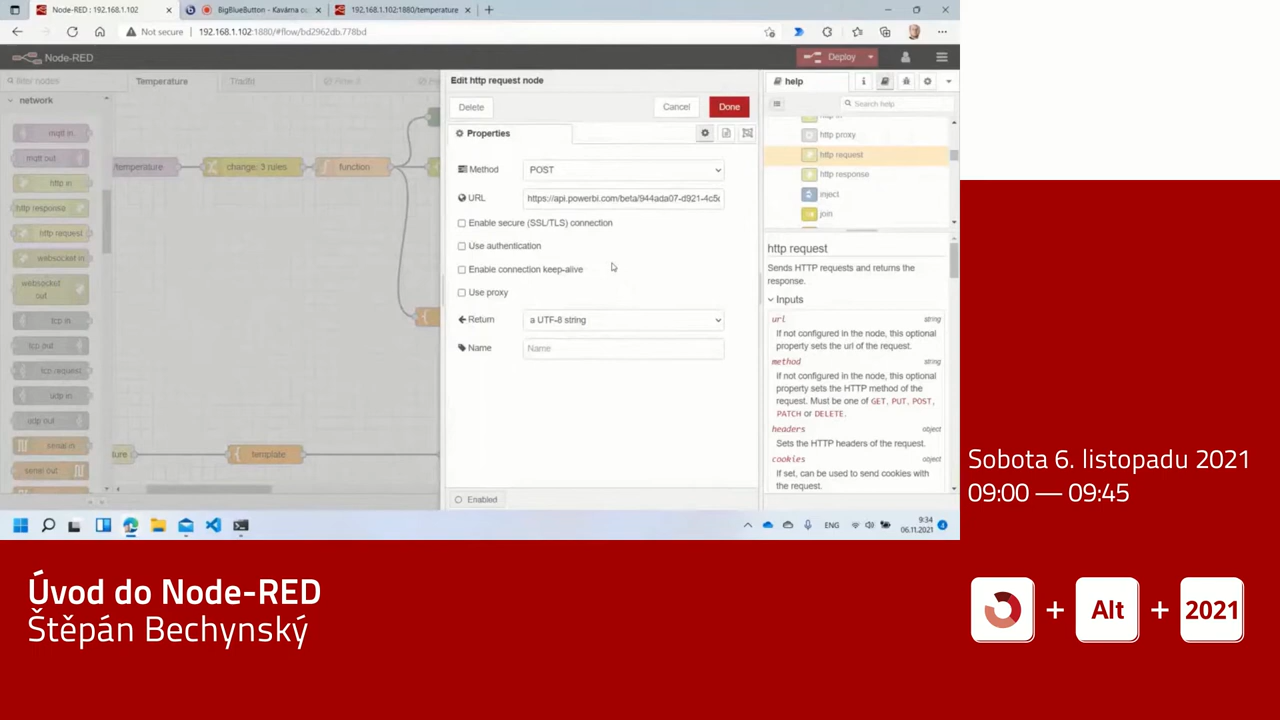 Node-RED : 192.168.1.102
BigBlueButton - Kavárna o
192.168.1.102:1880/temperature
Not secure
192.168.1.102:1880/#flow/bd2962db.778bd
Node-RED
Deploy
filter nodes
network
mqtt in
mqtt out
http in
http response
http request
websocket in
websocket
out
tcp in
tcp out
tcp request
udp in
udp out
serial in
serial out
Temperature
Tradfri
temperature
change: 3 rules
function
ture
template
Edit http request node
Delete
Cancel
Done
Properties
Method
POST
URL
https://api.powerbi.com/beta/944ada07-d921-4c5
Enable secure (SSL/TLS) connection
Use authentication
Enable connection keep-alive
Use proxy
Return
a UTF-8 string
Name
Name
Enabled
help
Search help
http proxy
http request
http response
inject
join
http request
Sends HTTP requests and returns the
response.
Inputs
url string
If not configured in the node, this optional
property sets the url of the request.
method string
If not configured in the node, this optional
property sets the HTTP method of the
request. Must be one of GET, PUT, POST,
PATCH or DELETE.
headers object
Sets the HTTP headers of the request.
cookies object
If set, can be used to send cookies with
the request.
ENG
9:34
06.11.2021
4
Sobota 6. listopadu 2021
09:00 — 09:45
Úvod do Node-RED
Štěpán Bechynský
+ Alt + 2021